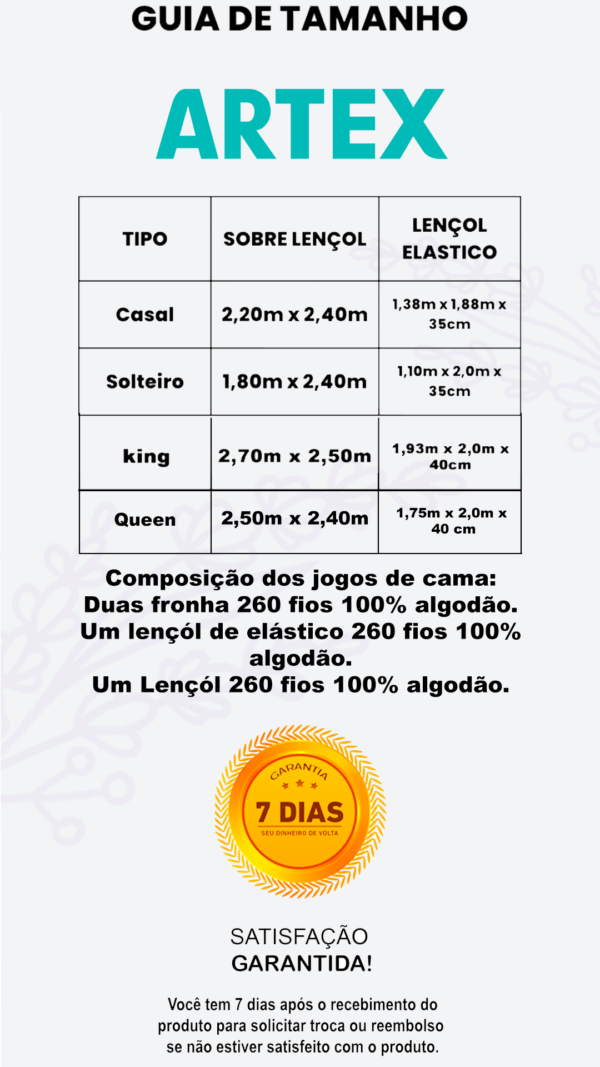 GUIA DE TAMANHO
ARTEX
TIPO
SOBRE LENÇOL
LENÇOL
ELASTICO
Casal
2,20m x 2,40m
1,38m x 1,88m x
35cm
Solteiro
1,80m x 2,40m
1,10m x 2,0m x
35cm
king
2,70m x 2,50m
1,93m x 2,0m x
40cm
Queen
2,50m x 2,40m
1,75m x 2,0m x
40 cm
Composição dos jogos de cama:
Duas fronha 260 fios 100% algodão.
Um lençól de elástico 260 fios 100%
algodão.
Um Lençól 260 fios 100% algodão.
GARANTIA
7 DIAS
SEU DINHEIRO DE VOLTA
SATISFAÇÃO
GARANTIDA!
Você tem 7 dias após o recebimento do
produto para solicitar troca ou reembolso
se não estiver satisfeito com o produto.